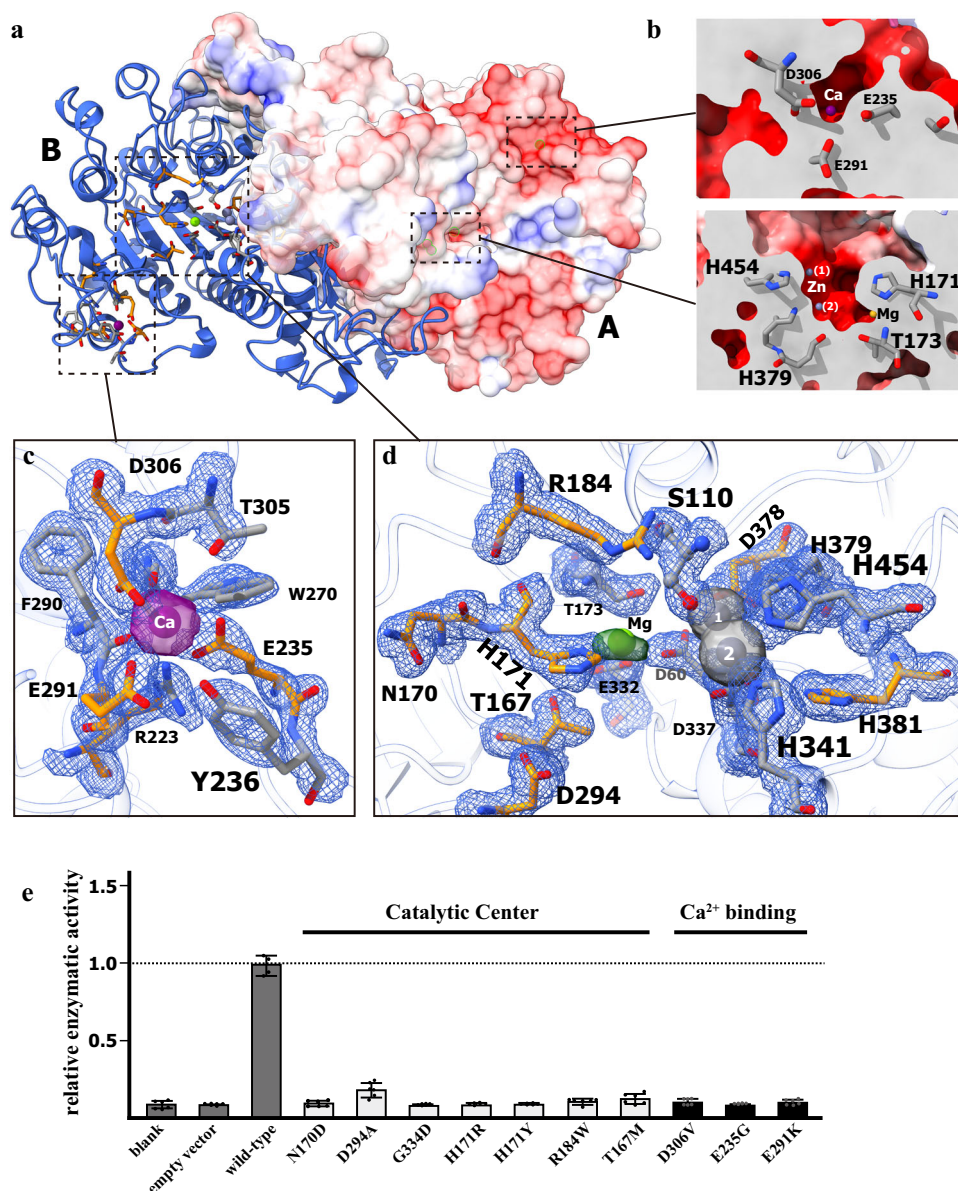 a
B
A
b
D306
Ca
E235
E291
H454
(1)
Zn
(2)
H171
Mg
T173
H379
c
D306
T305
F290
W270
Ca
E235
E291
R223
Y236
d
R184
S110
D378
H379
H454
T173
Mg
1
2
N170
H171
T167
E332
D60
D337
H381
H341
D294
e
relative enzymatic activity
1.5
1.0
0.5
Catalytic Center
Ca²⁺ binding
blank
empty vector
wild-type
N170D
D294A
G334D
H171R
H171Y
R184W
T167M
D306V
E235G
E291K